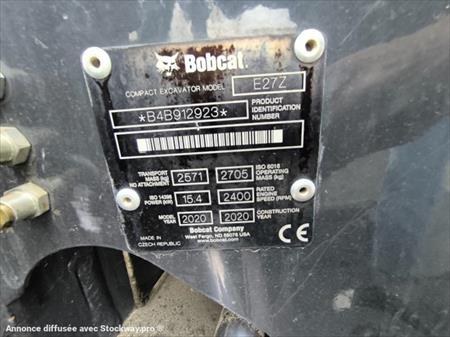 Bobcat.
COMPACT EXCAVATOR MODEL E27Z
*B4B912923* PRODUCT IDENTIFICATION NUMBER
TRANSPORT MASS (kg) NO ATTACHMENT 2571 2705 ISO 6016 MASS (kg)
ISO 14396 POWER (kW) 15.4 2400 RATED ENGINE SPEED (RPM)
MODEL YEAR 2020 2020 CONSTRUCTION YEAR
Bobcat Company
MADE IN CZECH REPUBLIC West Fargo, ND 58078 USA
www.bobcat.com CE
Annonce diffusée avec Stockway.pro®